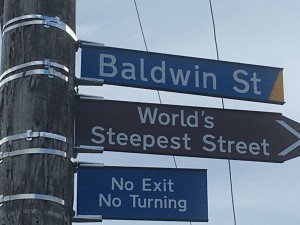 Baldwin St
World's
Steepest Street
No Exit
No Turning